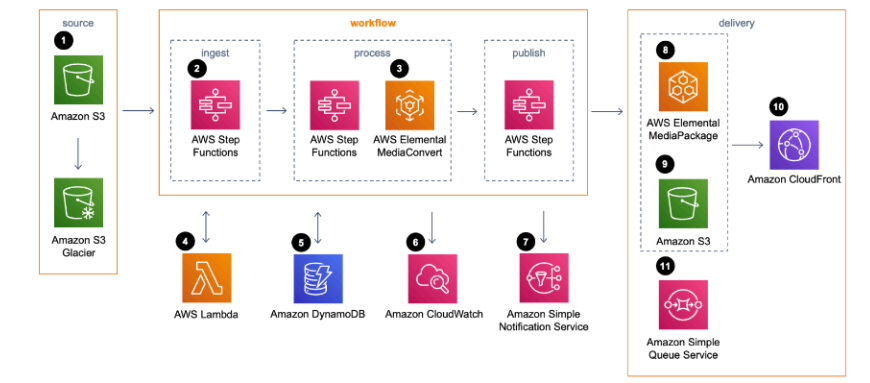 source
1
Amazon S3
Amazon S3
Glacier
workflow
ingest
2
AWS Step
Functions
process
AWS Step
Functions
3
AWS Elemental
MediaConvert
publish
AWS Step
Functions
4
AWS Lambda
5
Amazon DynamoDB
6
Amazon CloudWatch
7
Amazon Simple
Notification Service
delivery
8
AWS Elemental
MediaPackage
9
Amazon S3
10
Amazon CloudFront
11
Amazon Simple
Queue Service